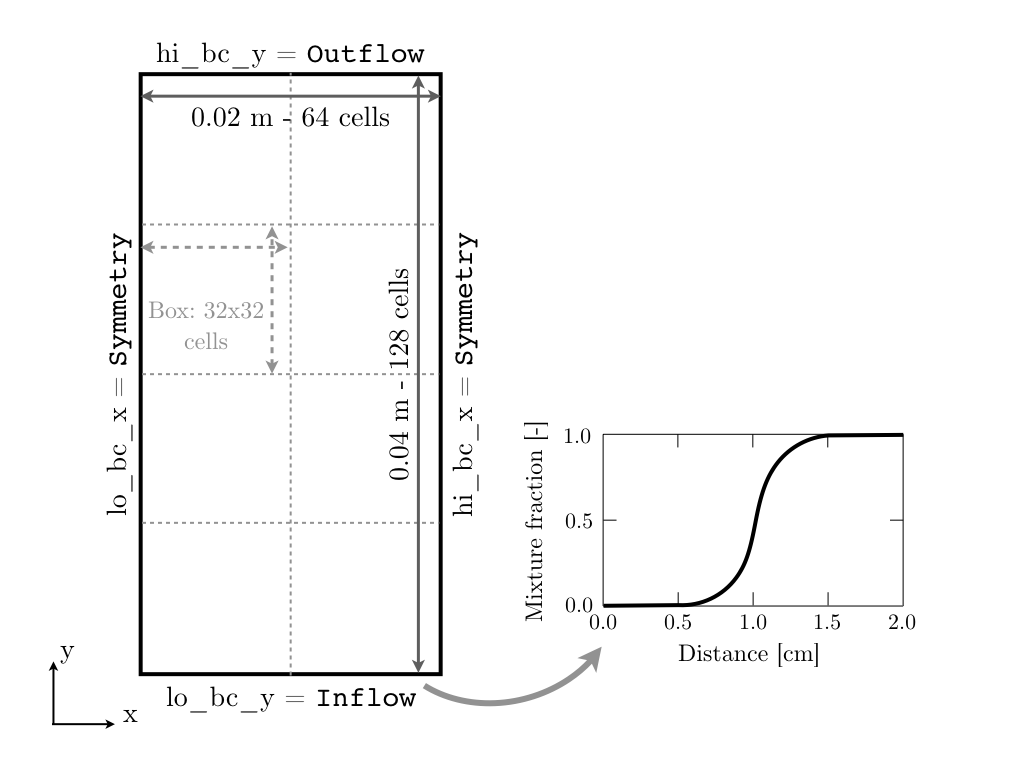 hi_bc_y = Outflow
0.02 m - 64 cells
lo_bc_x = Symmetry
Box: 32x32
cells
0.04 m - 128 cells
hi_bc_x = Symmetry
lo_bc_y = Inflow
y
x
Mixture fraction [-]
1.0
0.5
0.0
0.0 0.5 1.0 1.5 2.0
Distance [cm]